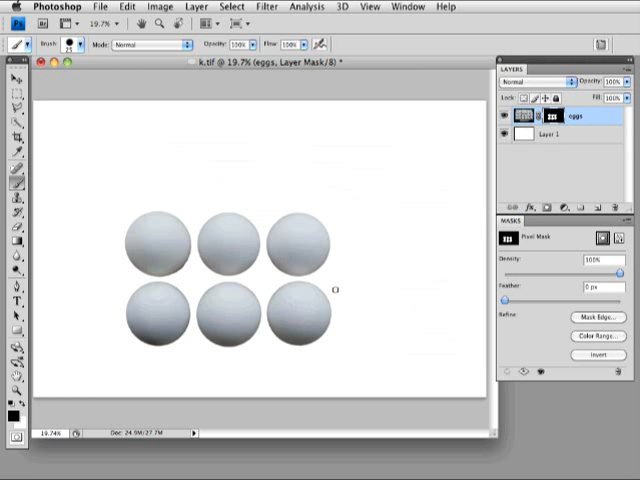 Photoshop File Edit Image Layer Select Filter Analysis 3D View Window Help
Ps Br 19.7%
Brush: Mode: Normal Opacity: 100% Flow: 100%
k.tif @ 19.7% (eggs, Layer Mask/8) *
LAYERS
Normal Opacity: 100%
Lock: Fill: 100%
eggs
Layer 1
fx
MASKS
Pixel Mask
Density: 100%
Feather: 0 px
Refine: Mask Edge...
Color Range...
Invert
19.74% Doc: 24.9M/27.7M